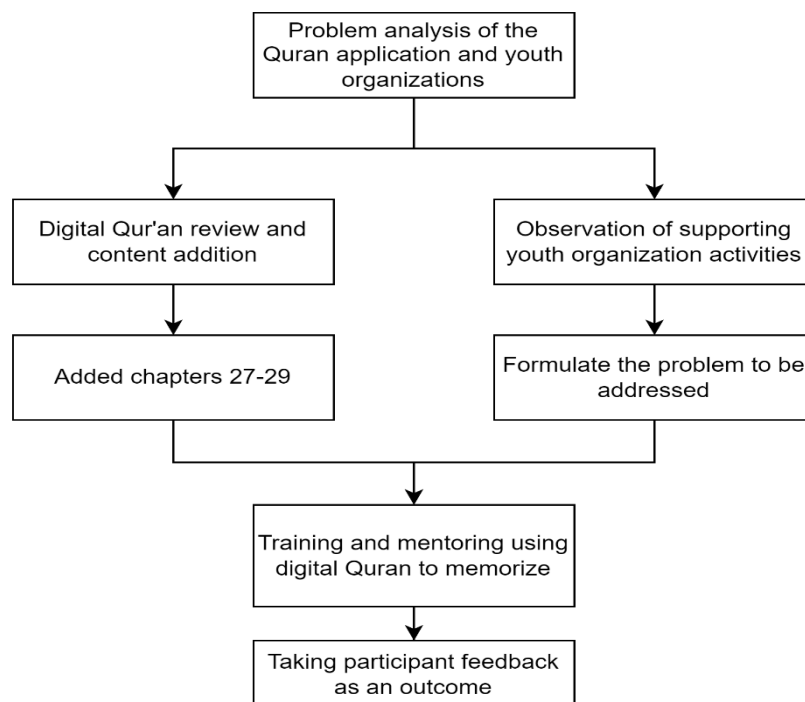 Problem analysis of the
Quran application and youth
organizations
Digital Qur'an review and
content addition
Observation of supporting
youth organization activities
Added chapters 27-29
Formulate the problem to be
addressed
Training and mentoring using
digital Quran to memorize
Taking participant feedback
as an outcome